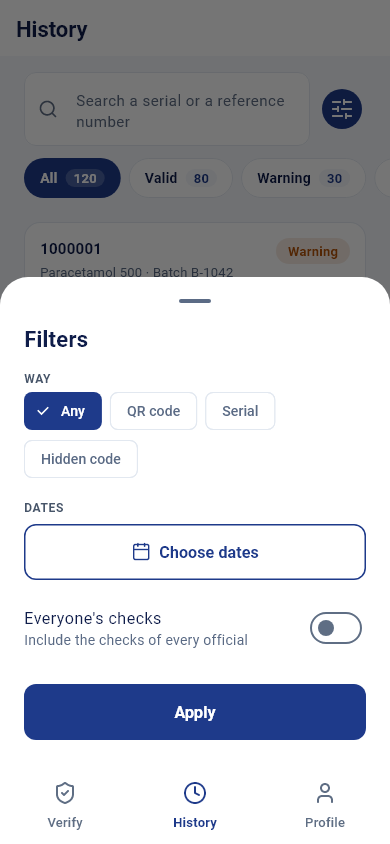 History
Search a serial or a reference
number
All 120 Valid 80 Warning 30
1000001 Warning
Paracetamol 500 · Batch B-1042
Filters
WAY
Any QR code Serial
Hidden code
DATES
Choose dates
Everyone's checks
Include the checks of every official
Apply
Verify History Profile